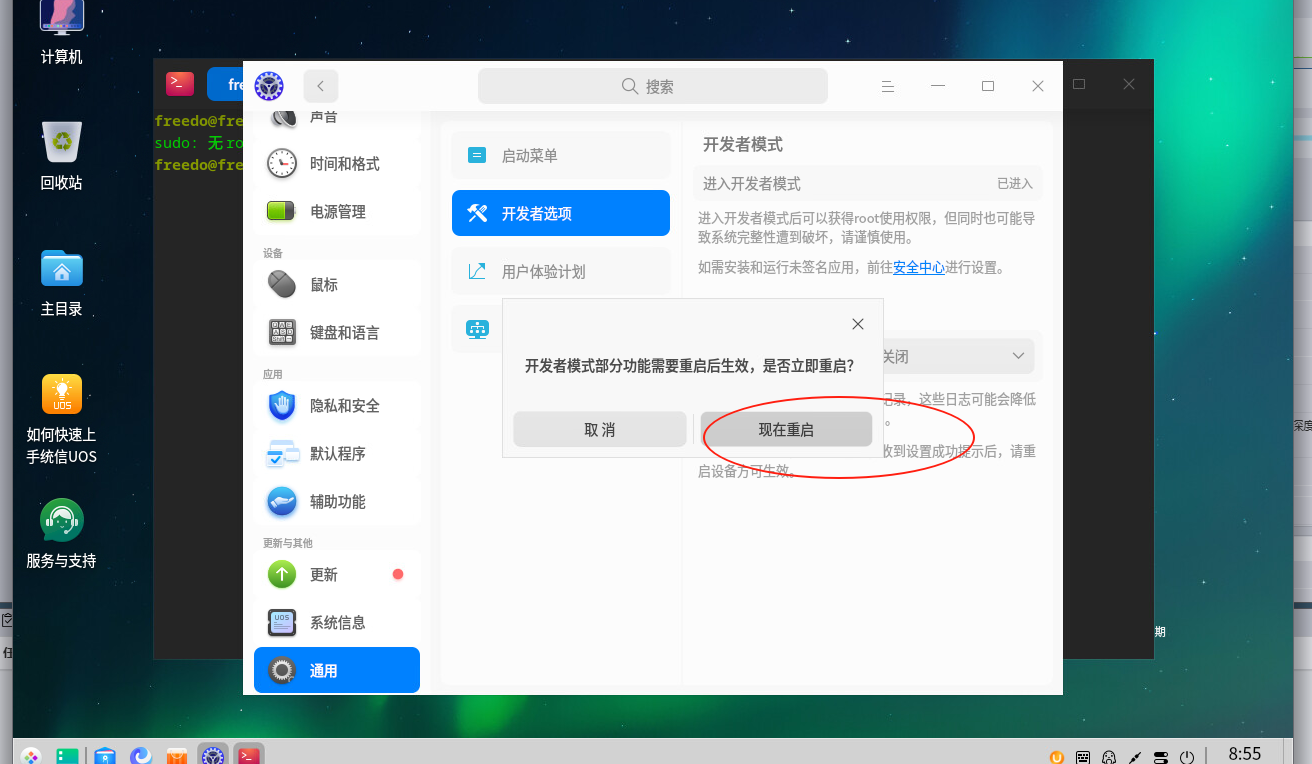 计算机
回收站
主目录
UOS
如何快速上
手统信UOS
服务与支持
freedo@fre
sudo: 无 ro
freedo@fre
搜索
声音
时间和格式
电源管理
设备
鼠标
键盘和语言
应用
隐私和安全
默认程序
辅助功能
更新与其他
更新
UOS
系统信息
通用
启动菜单
开发者选项
用户体验计划
开发者模式
进入开发者模式
已进入
进入开发者模式后可以获得root使用权限，但同时也可能导
致系统完整性遭到破坏，请谨慎使用。
如需安装和运行未签名应用，前往安全中心进行设置。
关闭
记录，这些日志可能会降低
。
收到设置成功提示后，请重
启设备方可生效。
开发者模式部分功能需要重启后生效，是否立即重启？
取 消
现在重启
深度
期
任
8:55